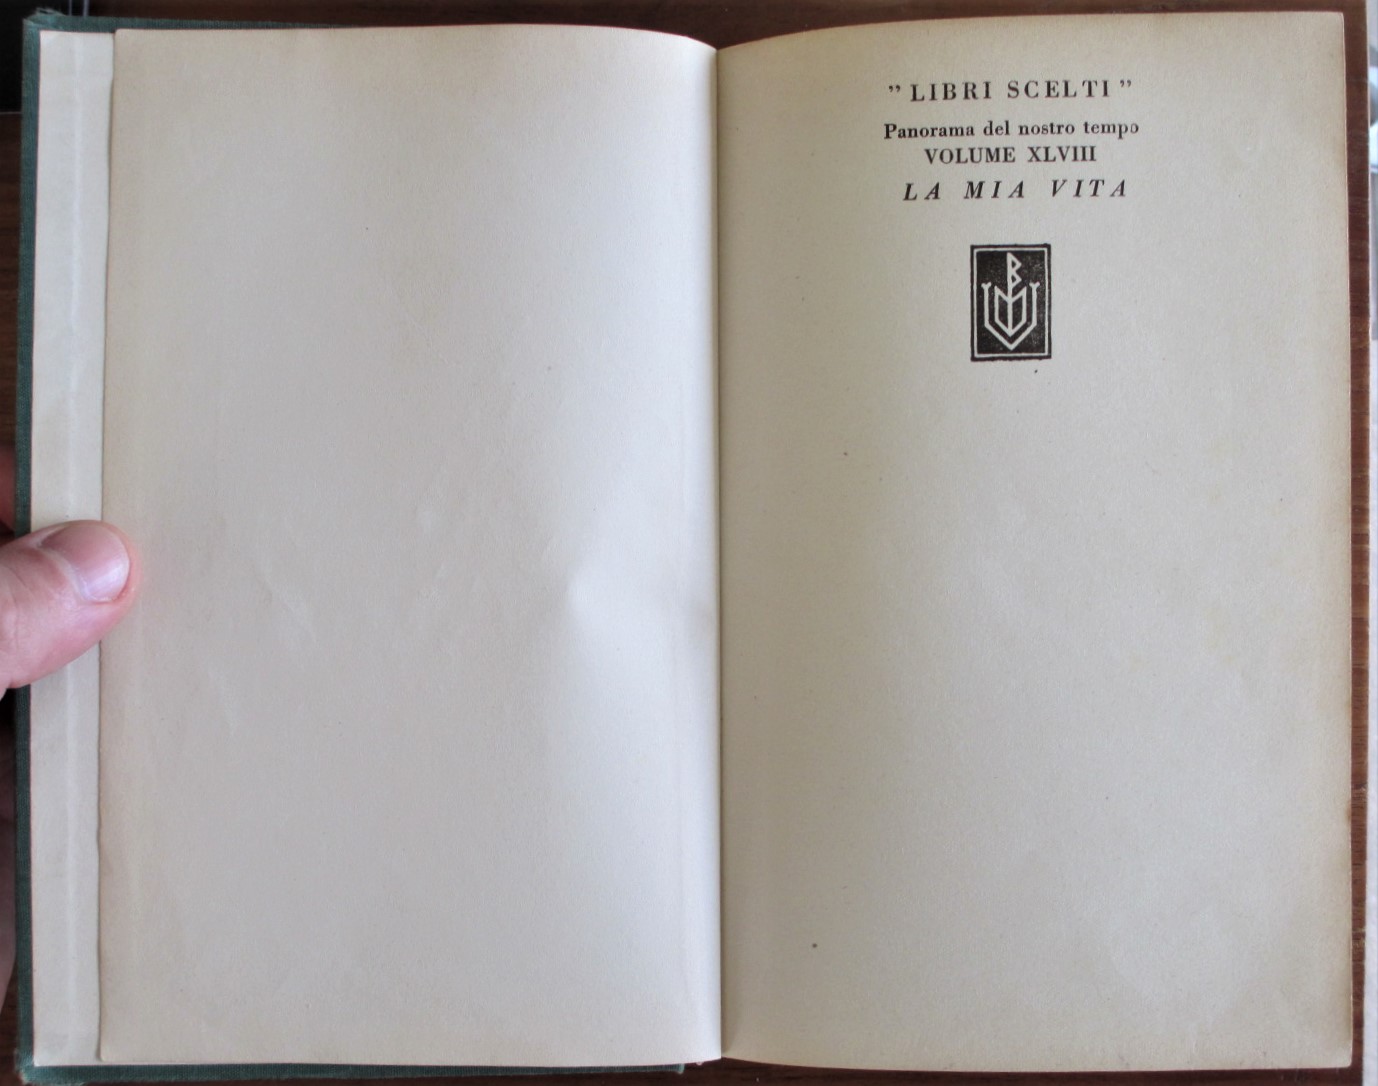 " LIBRI SCELTI "
Panorama del nostro tempo
VOLUME XLVIII
LA MIA VITA